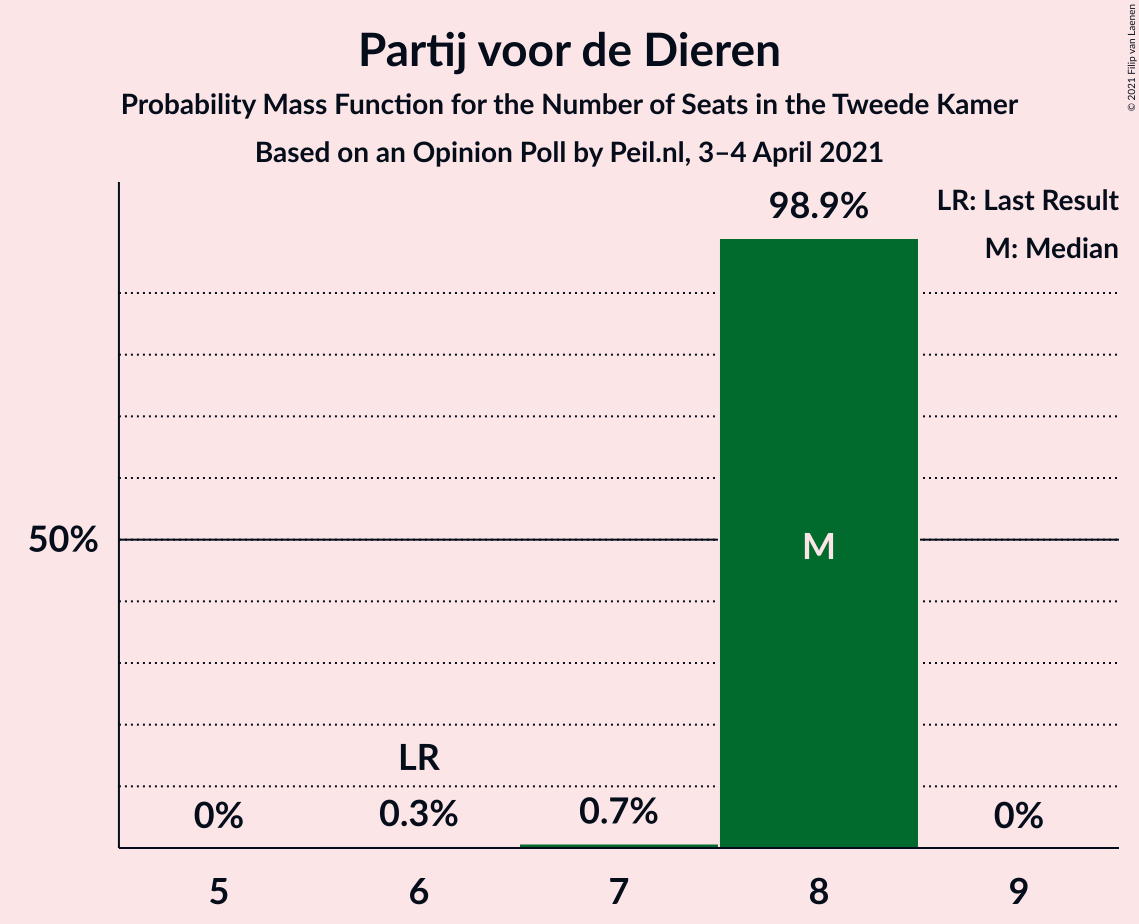 Partij voor de Dieren
Probability Mass Function for the Number of Seats in the Tweede Kamer
Based on an Opinion Poll by Peil.nl, 3–4 April 2021
© 2021 Filip van Laenen
LR: Last Result
M: Median
98.9%
50%
M
LR
0%
0.3%
0.7%
0%
5
6
7
8
9